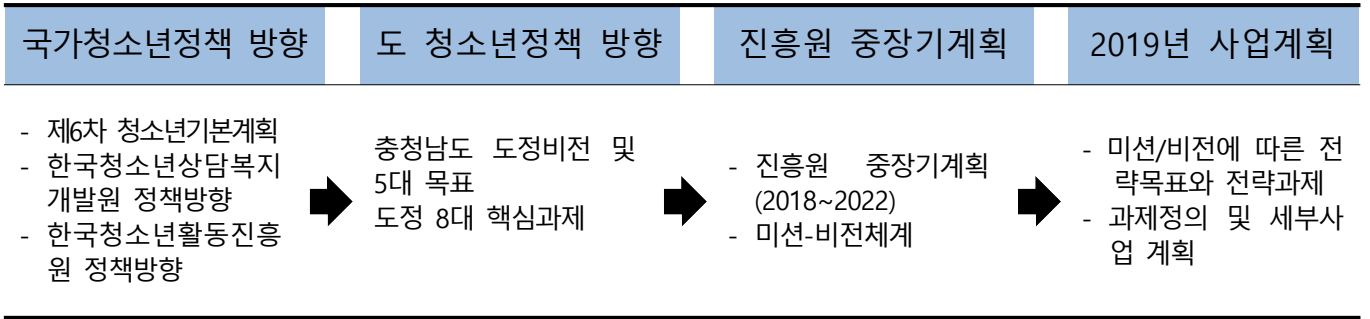 국가청소년정책 방향
도 청소년정책 방향
진흥원 중장기계획
2019년 사업계획
- 제6차 청소년기본계획
- 한국청소년상담복지
개발원 정책방향
- 한국청소년활동진흥
원 정책방향
충청남도 도정비전 및
5대 목표
도정 8대 핵심과제
- 진흥원 중장기계획
(2018~2022)
- 미션-비전체계
- 미션/비전에 따른 전
략목표와 전략과제
- 과제정의 및 세부사
업 계획